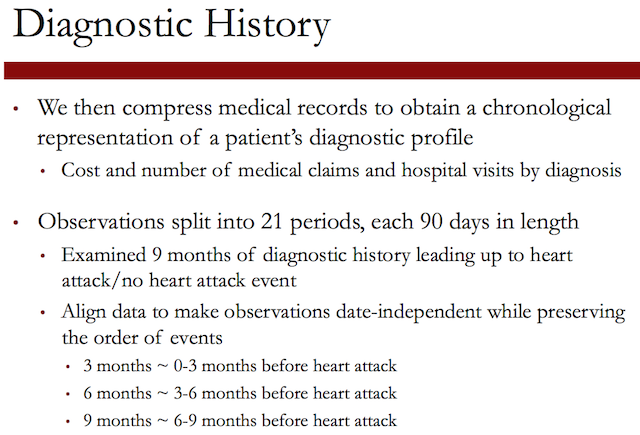 Diagnostic History
• We then compress medical records to obtain a chronological
representation of a patient's diagnostic profile
• Cost and number of medical claims and hospital visits by diagnosis
• Observations split into 21 periods, each 90 days in length
• Examined 9 months of diagnostic history leading up to heart
attack/no heart attack event
• Align data to make observations date-independent while preserving
the order of events
• 3 months ~ 0-3 months before heart attack
• 6 months ~ 3-6 months before heart attack
• 9 months ~ 6-9 months before heart attack